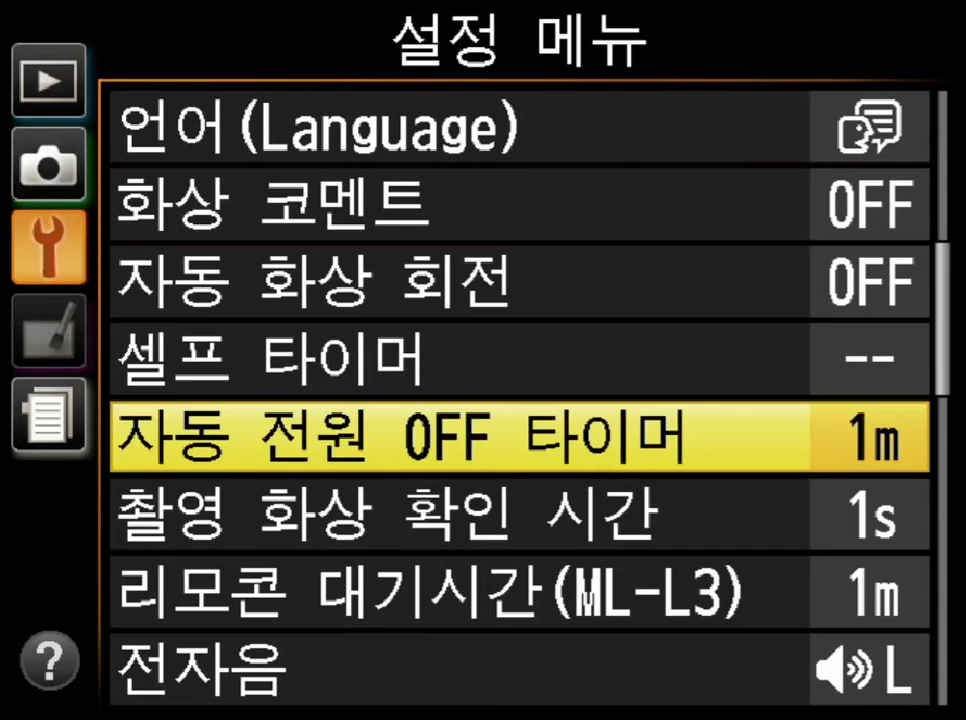 설정 메뉴
언어(Language)
화상 코멘트 OFF
자동 화상 회전 OFF
셀프 타이머 --
자동 전원 OFF 타이머 1m
촬영 화상 확인 시간 1s
리모콘 대기시간(ML-L3) 1m
전자음 L
?